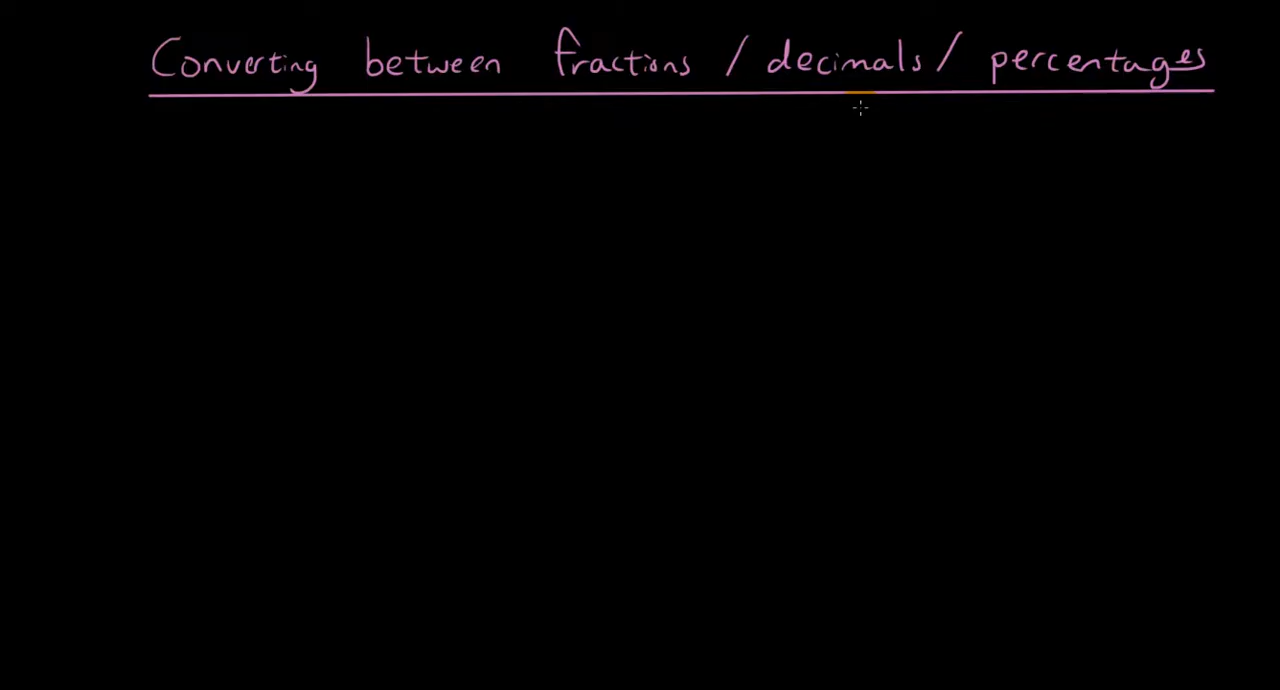 Converting between fractions / decimals / percentages